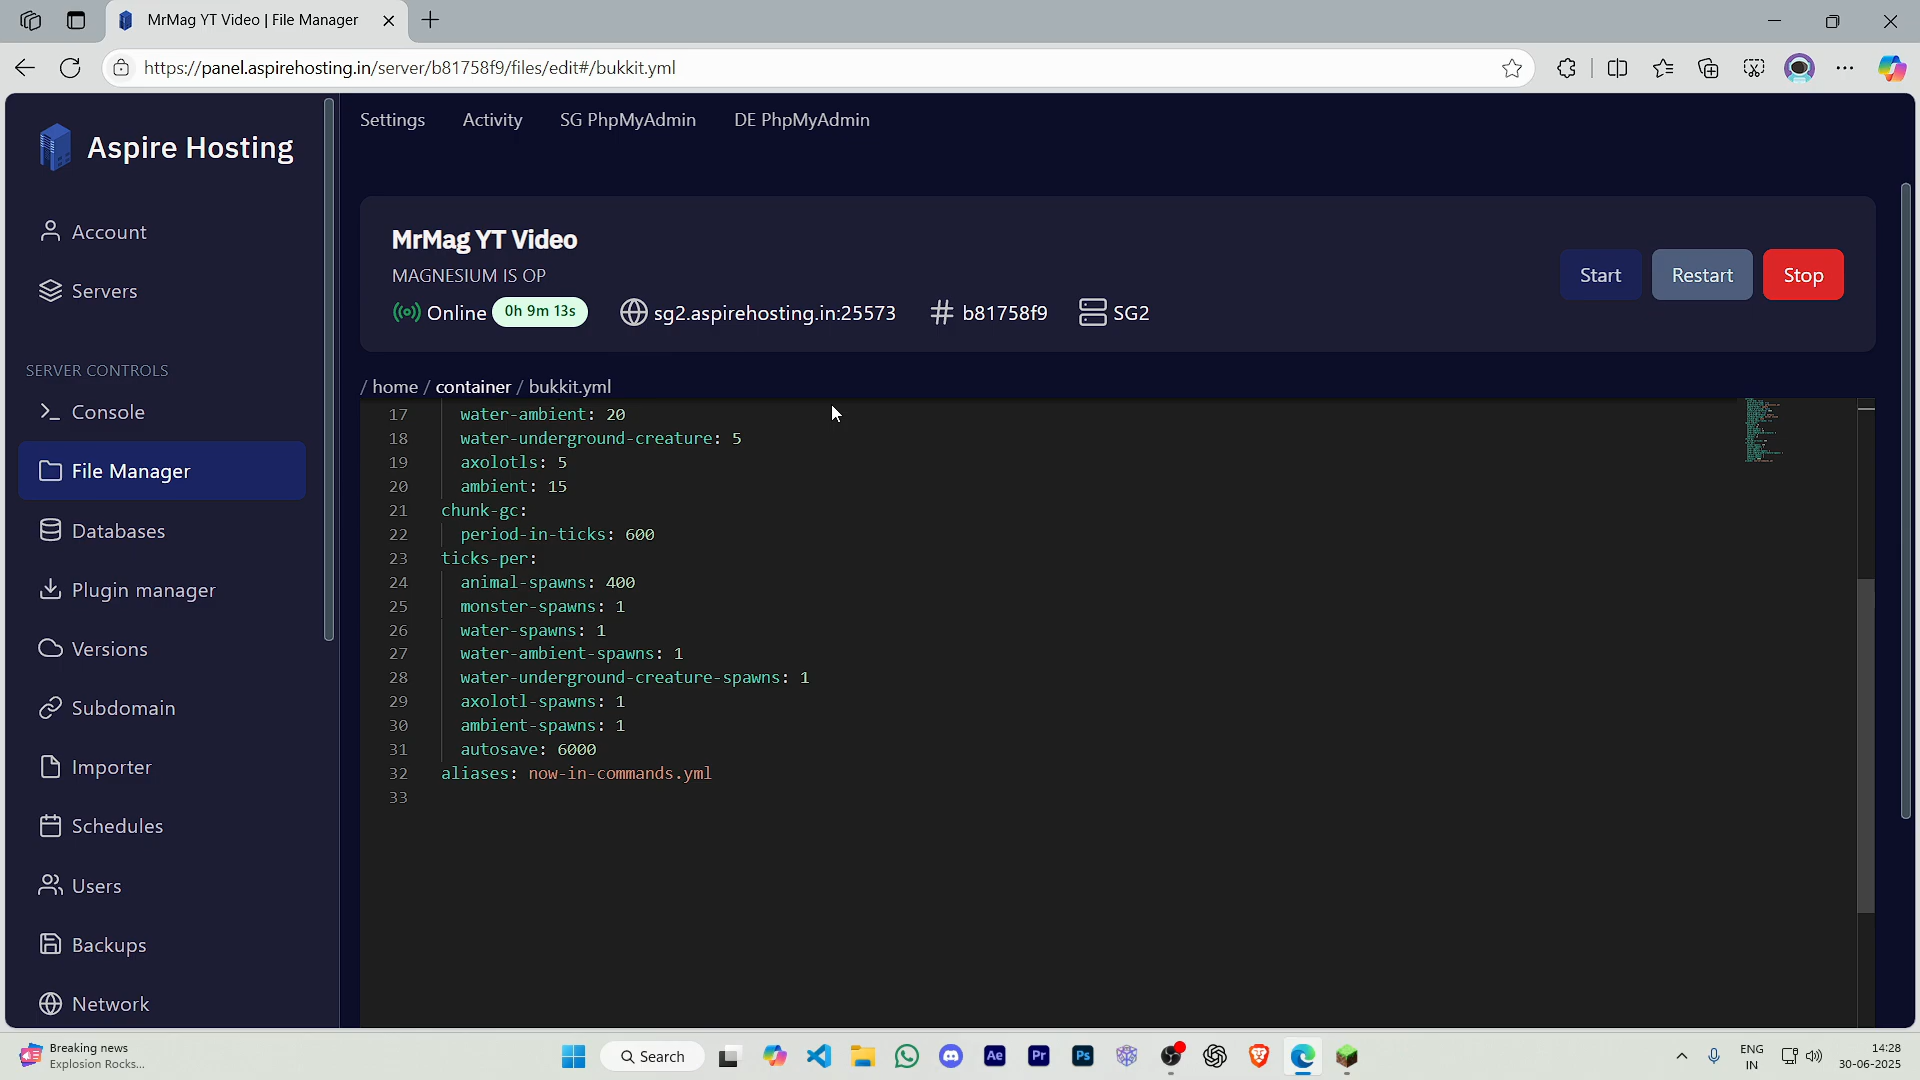 MrMag YT Video | File Manager
https://panel.aspirehosting.in/server/b81758f9/files/edit#/bukkit.yml
Aspire Hosting
Account
Servers
SERVER CONTROLS
Console
File Manager
Databases
Plugin manager
Versions
Subdomain
Importer
Schedules
Users
Backups
Network
Settings Activity SG PhpMyAdmin DE PhpMyAdmin
MrMag YT Video
MAGNESIUM IS OP
Online 0h 9m 13s sg2.aspirehosting.in:25573 # b81758f9 SG2
Start Restart Stop
/ home / container / bukkit.yml
17 water-ambient: 20
18 water-underground-creature: 5
19 axolotls: 5
20 ambient: 15
21 chunk-gc:
22 period-in-ticks: 600
23 ticks-per:
24 animal-spawns: 400
25 monster-spawns: 1
26 water-spawns: 1
27 water-ambient-spawns: 1
28 water-underground-creature-spawns: 1
29 axolotl-spawns: 1
30 ambient-spawns: 1
31 autosave: 6000
32 aliases: now-in-commands.yml
33
Breaking news
Explosion Rocks...
Search
Ae
Pr
Ps
ENG
IN
14:28
30-06-2025